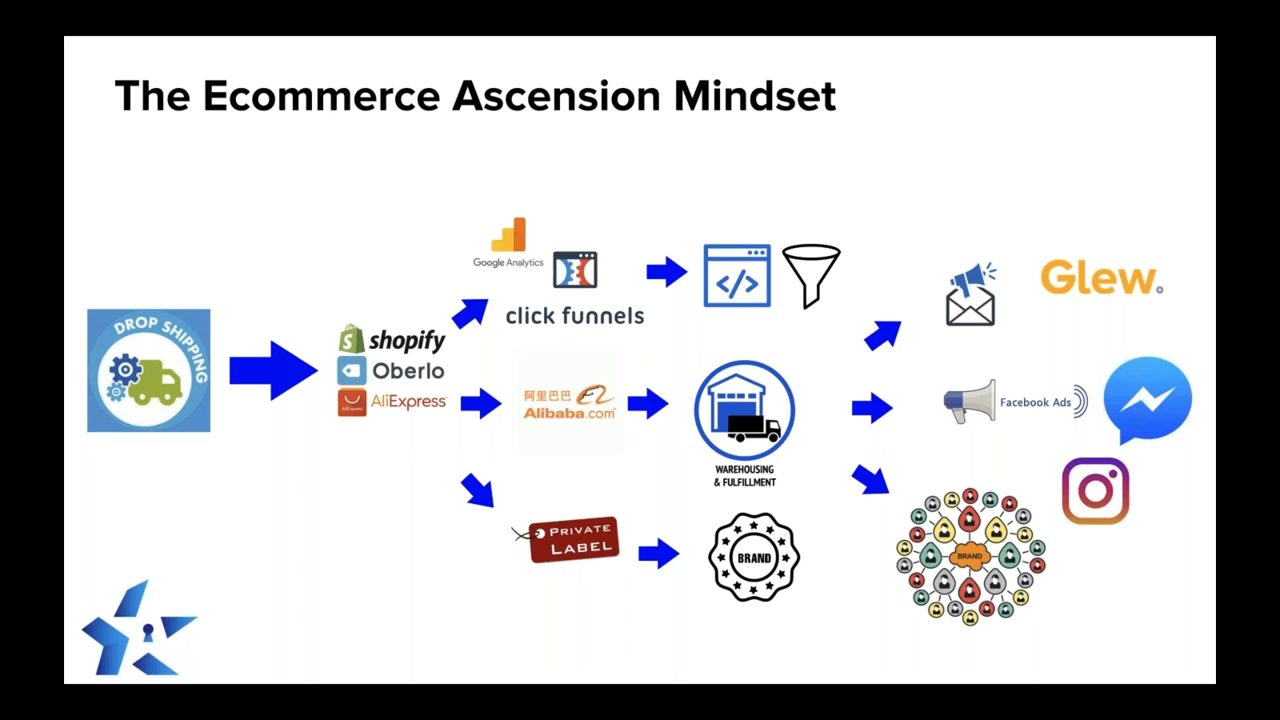 The Ecommerce Ascension Mindset
DROP SHIPPING
shopify
Oberlo
AliExpress
AliExpress
Google Analytics
click funnels
</>
阿里巴巴
Alibaba.com
WAREHOUSING
& FULFILLMENT
PRIVATE
LABEL
BRAND
Glew.
Facebook Ads
BRAND